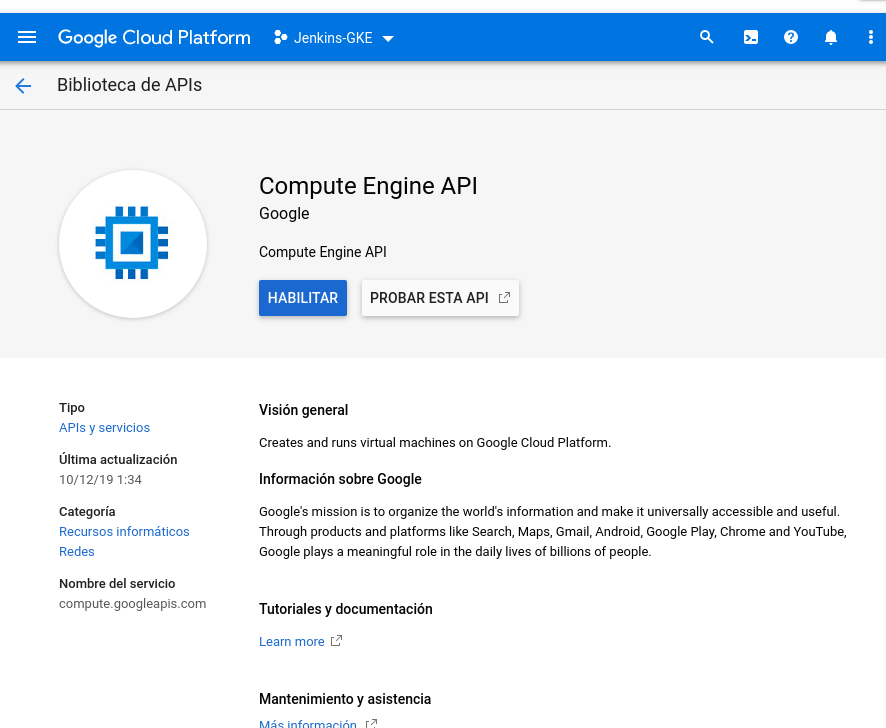 Google Cloud Platform
Jenkins-GKE
Biblioteca de APIs
Compute Engine API
Google
Compute Engine API
HABILITAR
PROBAR ESTA API
Tipo
APIs y servicios
Última actualización
10/12/19 1:34
Categoría
Recursos informáticos
Redes
Nombre del servicio
compute.googleapis.com
Visión general
Creates and runs virtual machines on Google Cloud Platform.
Información sobre Google
Google's mission is to organize the world's information and make it universally accessible and useful.
Through products and platforms like Search, Maps, Gmail, Android, Google Play, Chrome and YouTube,
Google plays a meaningful role in the daily lives of billions of people.
Tutoriales y documentación
Learn more
Mantenimiento y asistencia
Más información